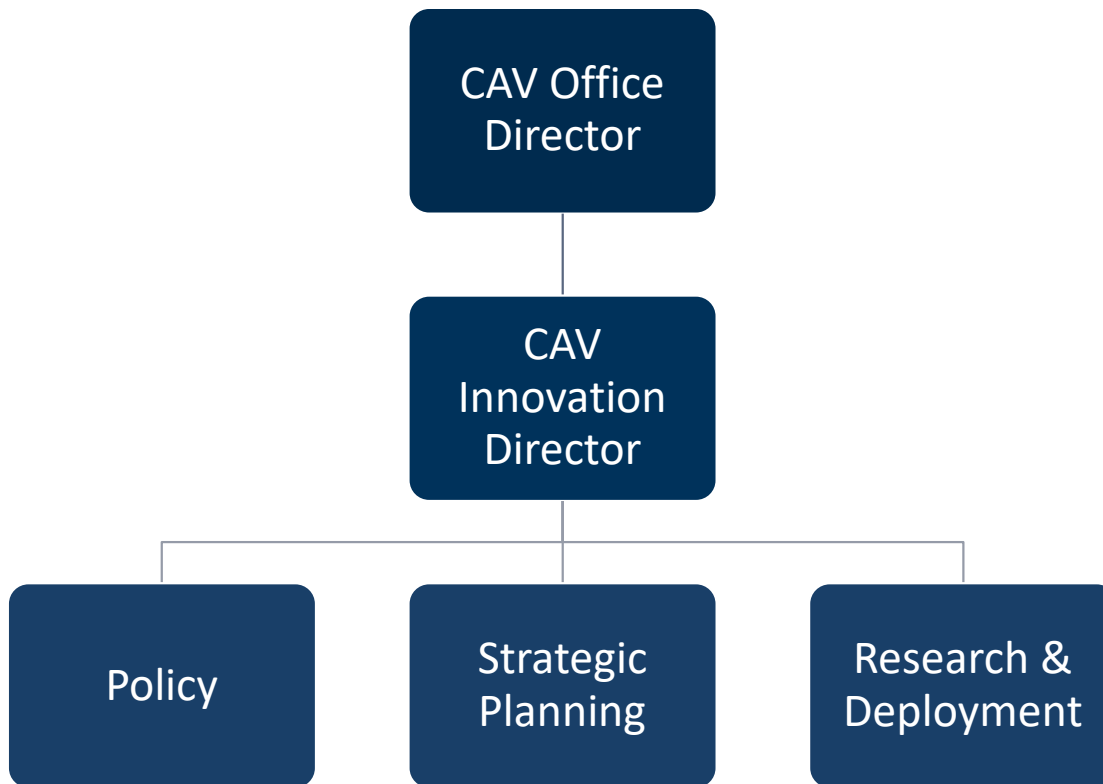 CAV Office
Director
CAV
Innovation
Director
Policy
Strategic
Planning
Research &
Deployment